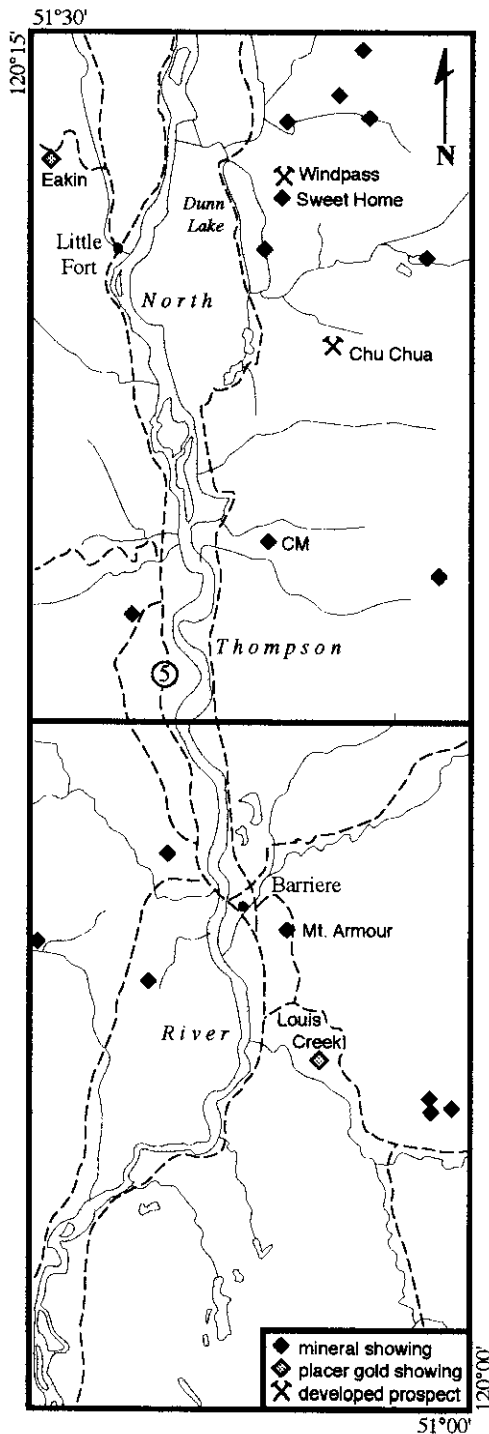 51°30'
120°15'
N
Eakin
Windpass
Sweet Home
Dunn
Lake
Little
Fort
North
Chu Chua
CM
Thompson
5
Barriere
Mt. Armour
River
Louis
Creek
mineral showing
placer gold showing
developed prospect
120°00'
51°00'